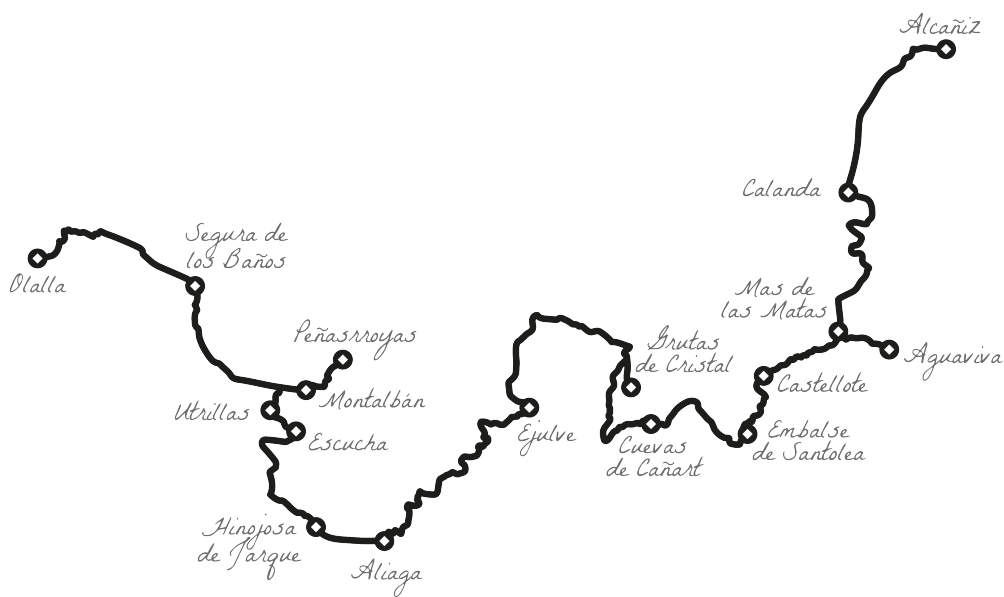 Alcañiz
Calanda
Segura de
los Baños
Olalla
Mas de
las Matas
Peñasrroyas
Grutas
de Cristal
Aguaviva
Castellote
Montalbán
Utrillas
Escucha
Ejulve
Embalse
de Santolea
Cuevas
de Cañart
Hinojosa
de Jarque
Aliaga